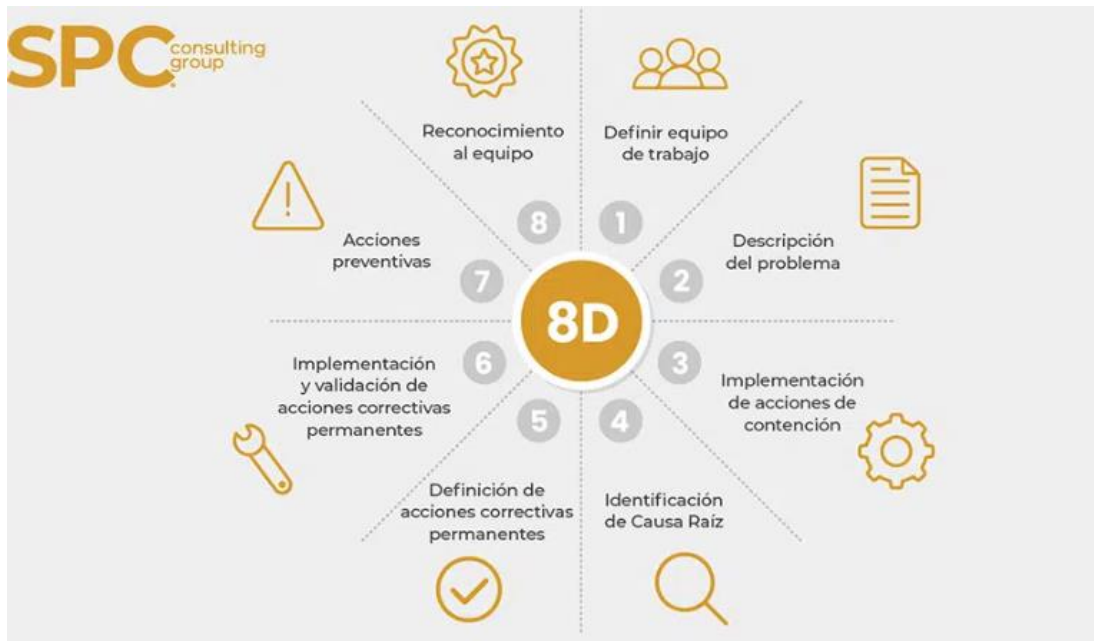 SPC consulting
group
Reconocimiento
al equipo
8
Definir equipo
de trabajo
1
Descripción
del problema
2
Implementación
de acciones de
contención
3
Identificación
de Causa Raíz
4
Definición de
acciones correctivas
permanentes
5
Implementación
y validación de
acciones correctivas
permanentes
6
Acciones
preventivas
7
8D